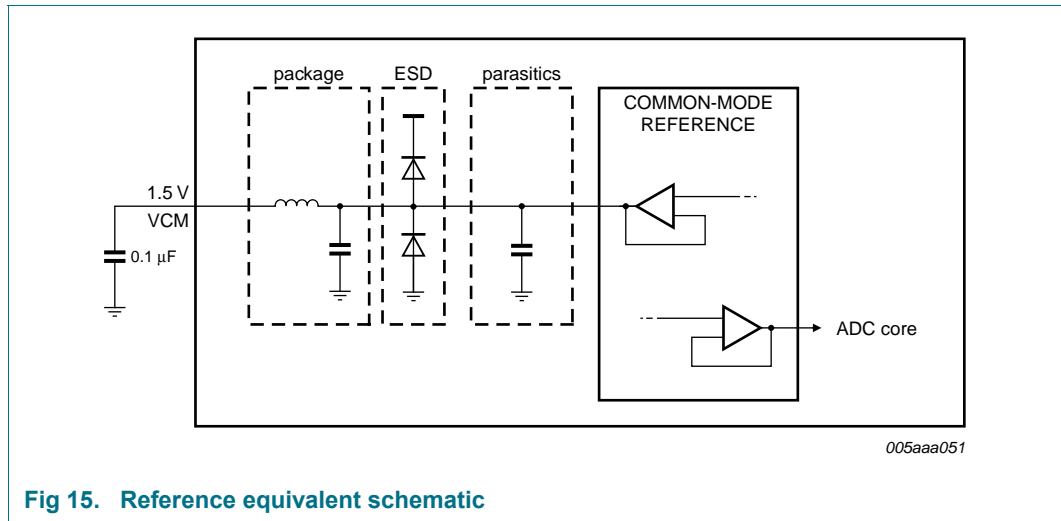 package
ESD
parasitics
COMMON-MODE
REFERENCE
1.5 V
VCM
0.1 μF
ADC core
005aaa051
Fig 15. Reference equivalent schematic